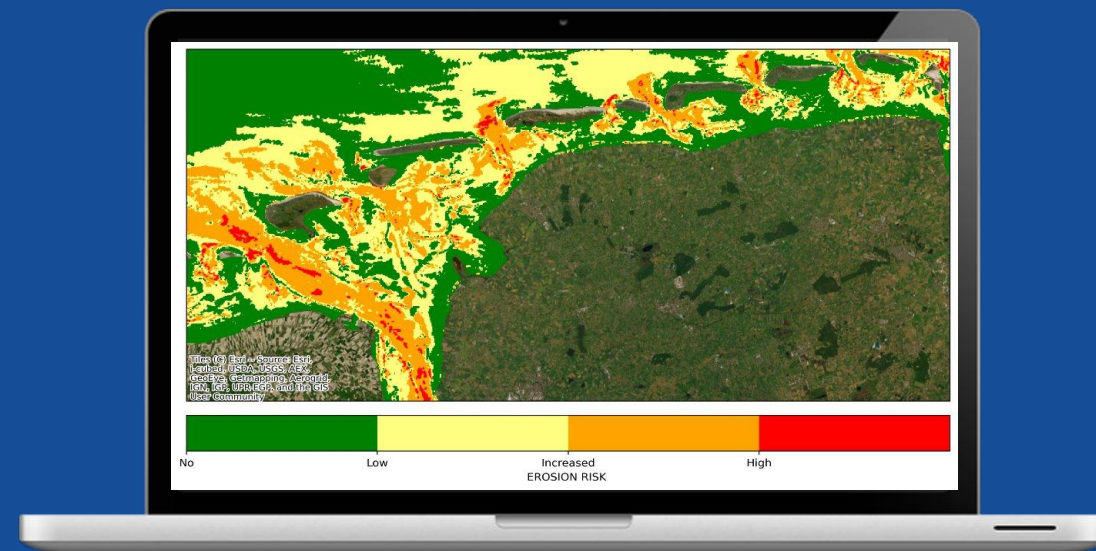 Tiles (C) Esri -- Source: Esri,
i-cubed, USDA, USGS, AEX,
GeoEye, Getmapping, Aerogrid,
IGN, IGP, UPR-EGP, and the GIS
User Community
No Low Increased High
EROSION RISK